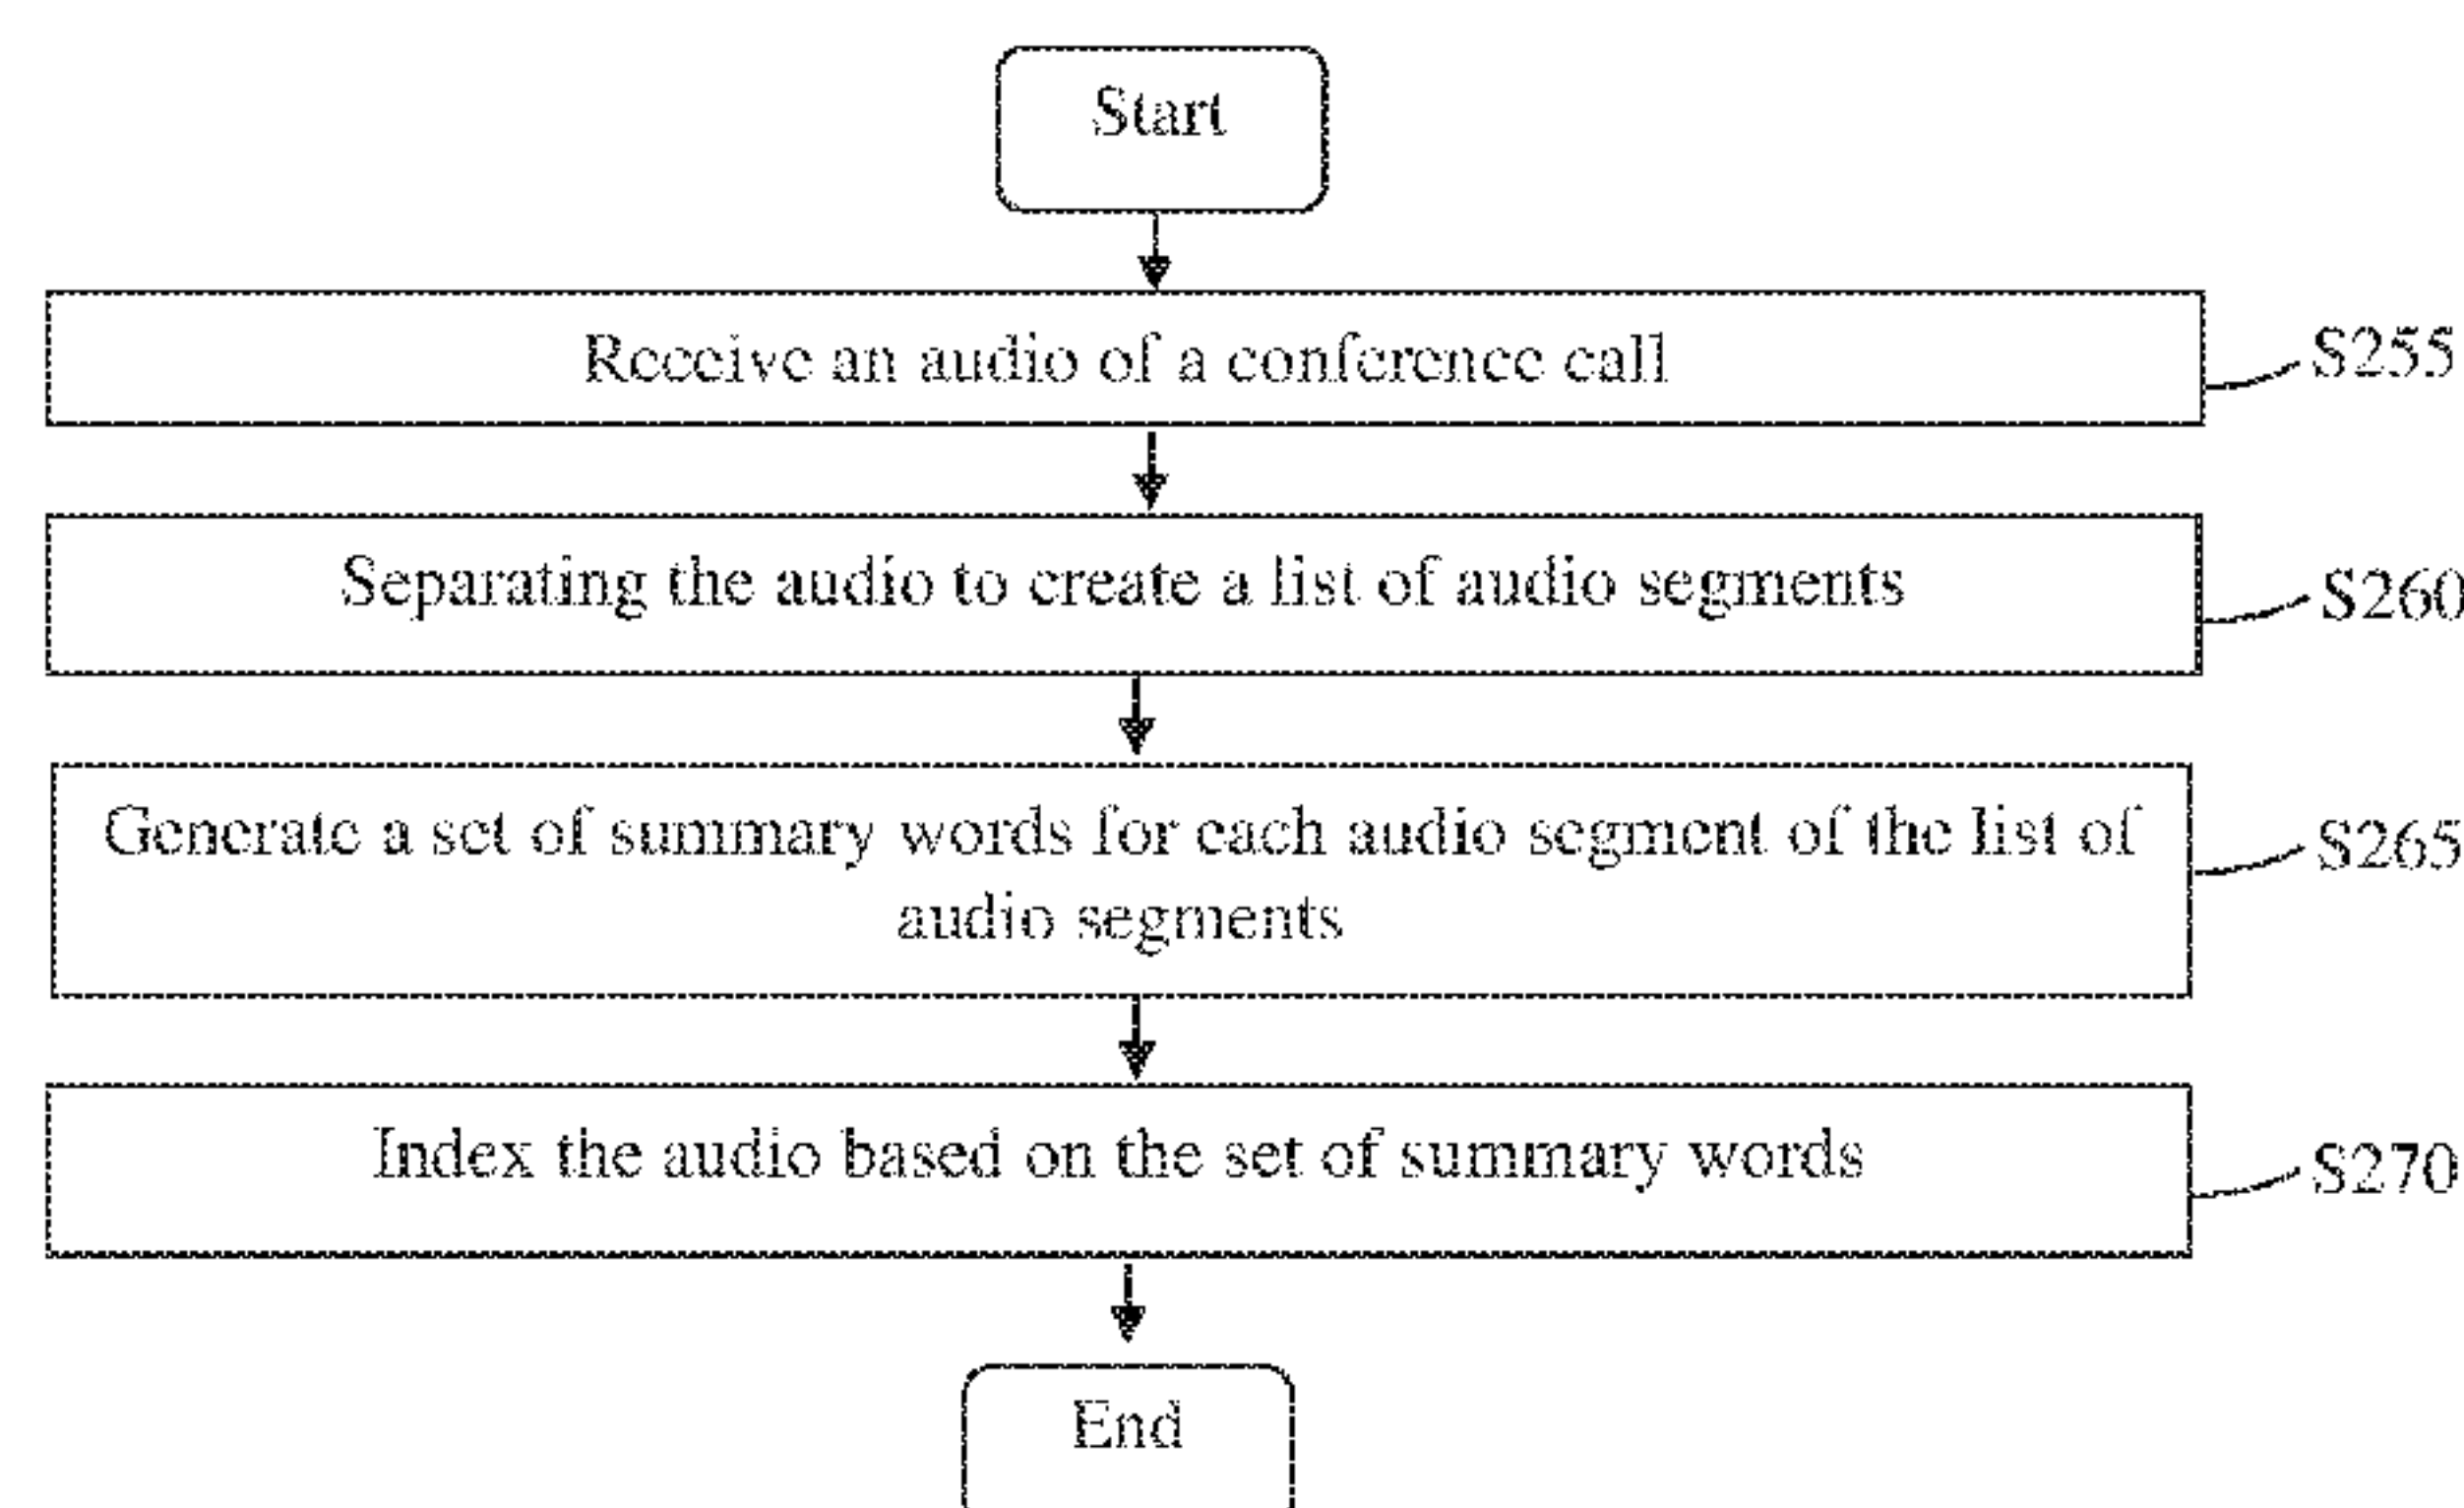 Start
Receive an audio of a conference call
S255
Separating the audio to create a list of audio segments
S260
Generate a set of summary words for each audio segment of the list of
audio segments
S265
Index the audio based on the set of summary words
S270
End